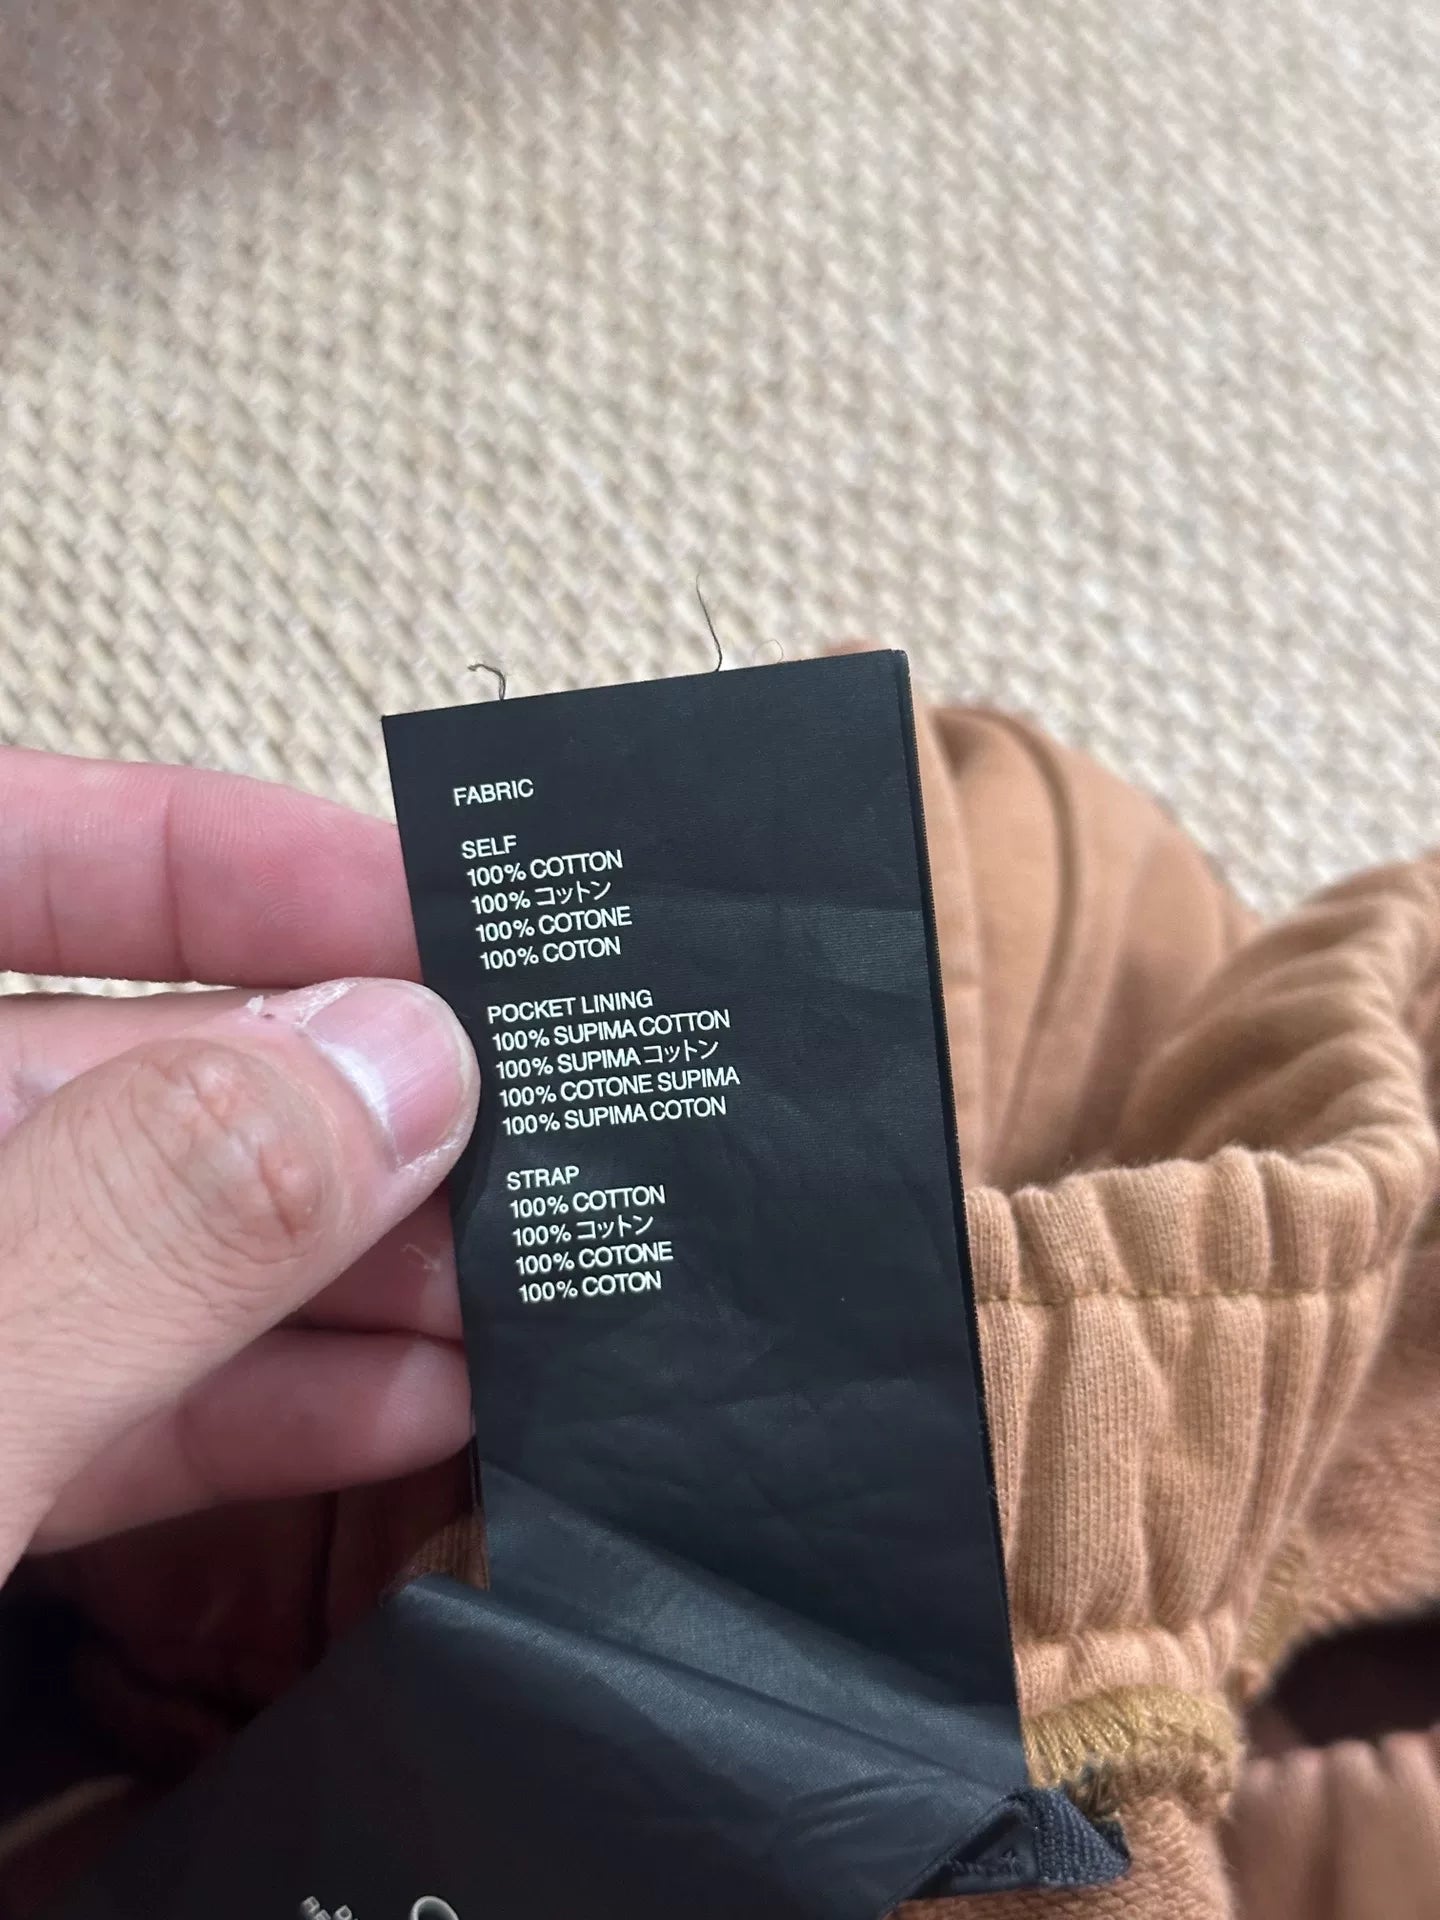 FABRIC
SELF
100% COTTON
100% コットン
100% COTONE
100% COTON
POCKET LINING
100% SUPIMA COTTON
100% SUPIMA コットン
100% COTONE SUPIMA
100% SUPIMA COTON
STRAP
100% COTTON
100% コットン
100% COTONE
100% COTON